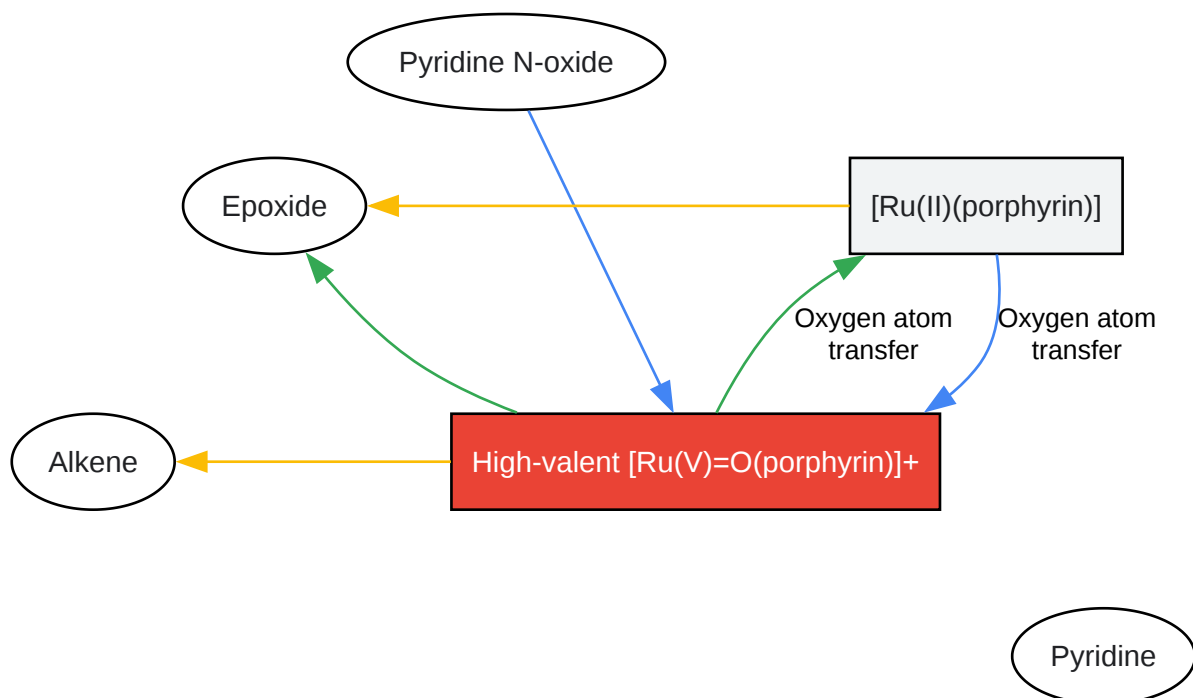 Pyridine N-oxide
Epoxide
[Ru(II)(porphyrin)]
Oxygen atom
transfer
Oxygen atom
transfer
Alkene
High-valent [Ru(V)=O(porphyrin)]+
Pyridine